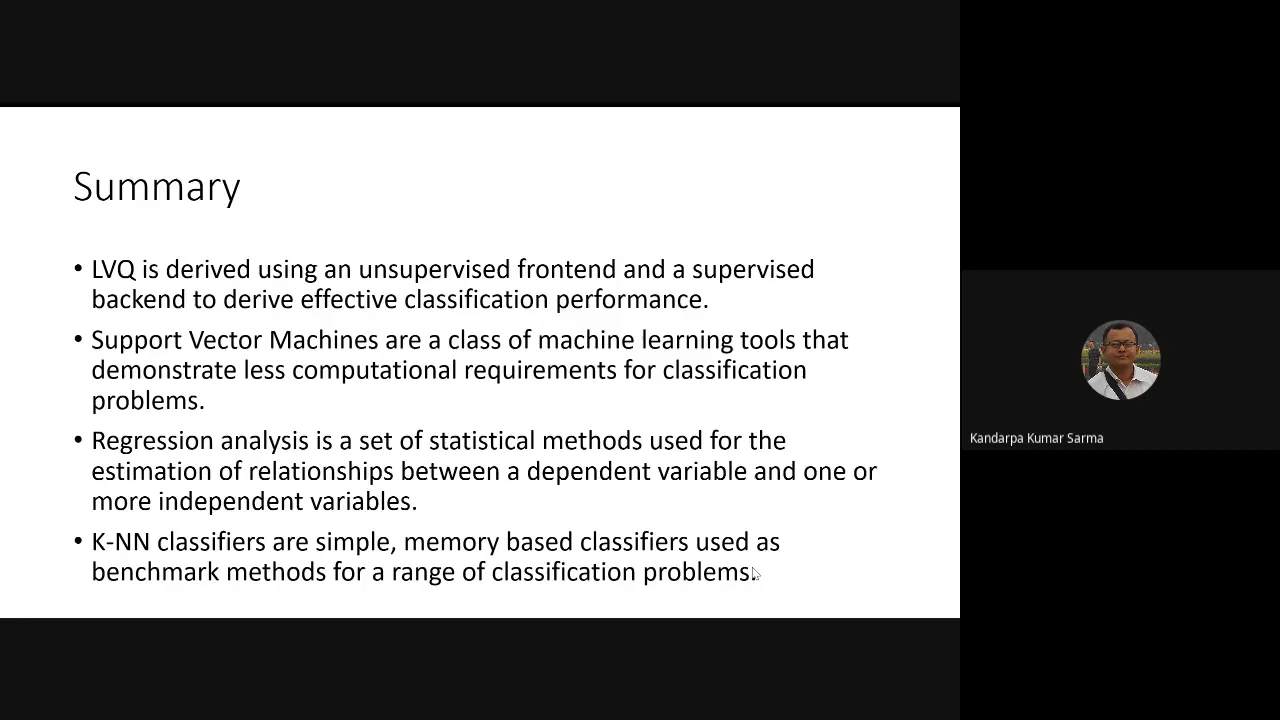 Summary
• LVQ is derived using an unsupervised frontend and a supervised
backend to derive effective classification performance.
• Support Vector Machines are a class of machine learning tools that
demonstrate less computational requirements for classification
problems.
• Regression analysis is a set of statistical methods used for the
estimation of relationships between a dependent variable and one or
more independent variables.
• K-NN classifiers are simple, memory based classifiers used as
benchmark methods for a range of classification problems.
Kandarpa Kumar Sarma